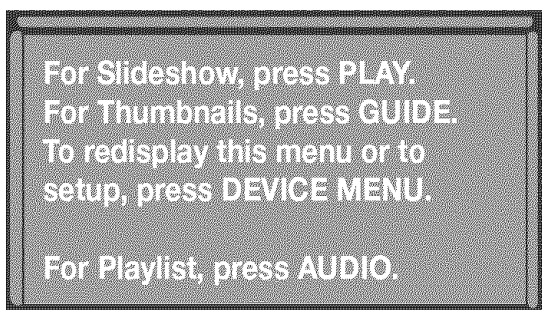 For Slideshow, press PLAY.
For Thumbnails, press GUIDE.
To redisplay this menu or to
setup, press DEVICE MENU.
For Playlist, press AUDIO.